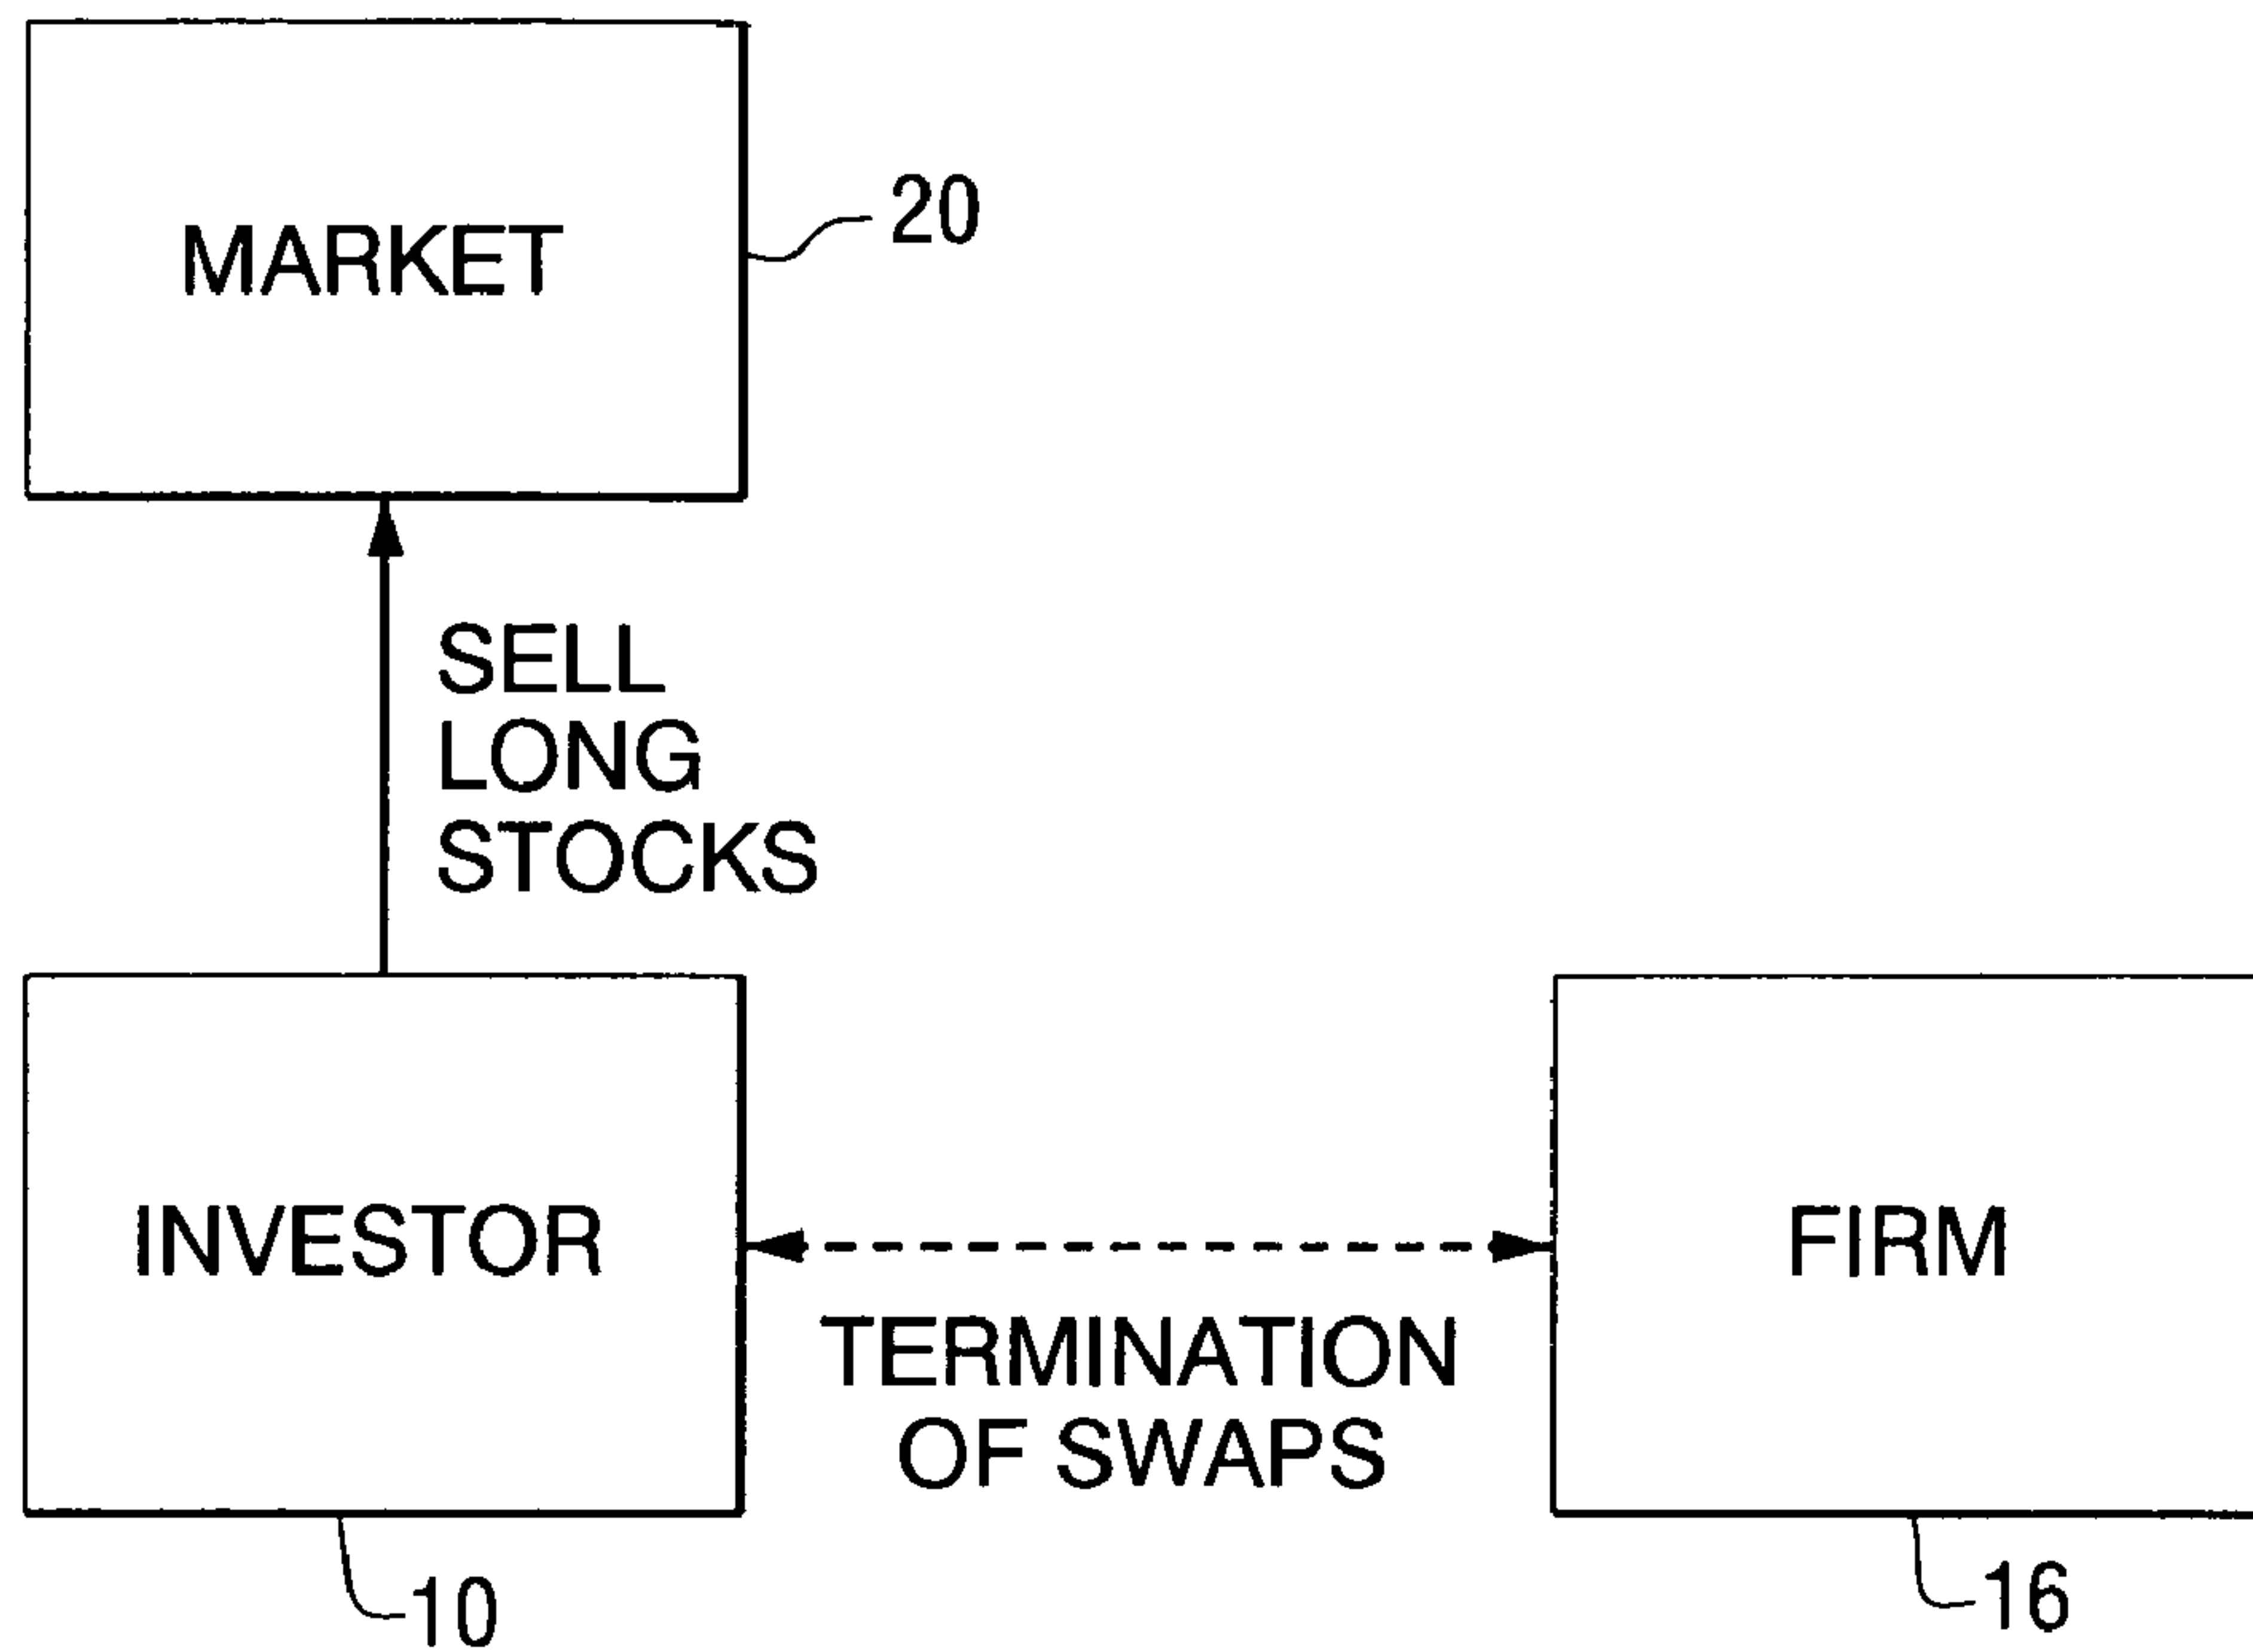 MARKET
20
SELL
LONG
STOCKS
INVESTOR
FIRM
TERMINATION
OF SWAPS
10
16